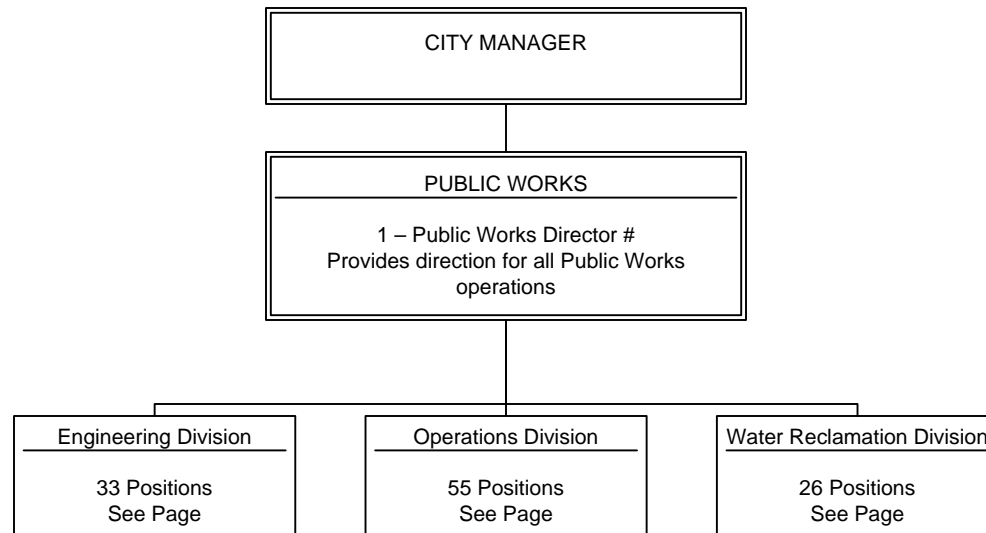 CITY MANAGER
PUBLIC WORKS
1 – Public Works Director #
Provides direction for all Public Works
operations
Engineering Division
33 Positions
See Page
Operations Division
55 Positions
See Page
Water Reclamation Division
26 Positions
See Page